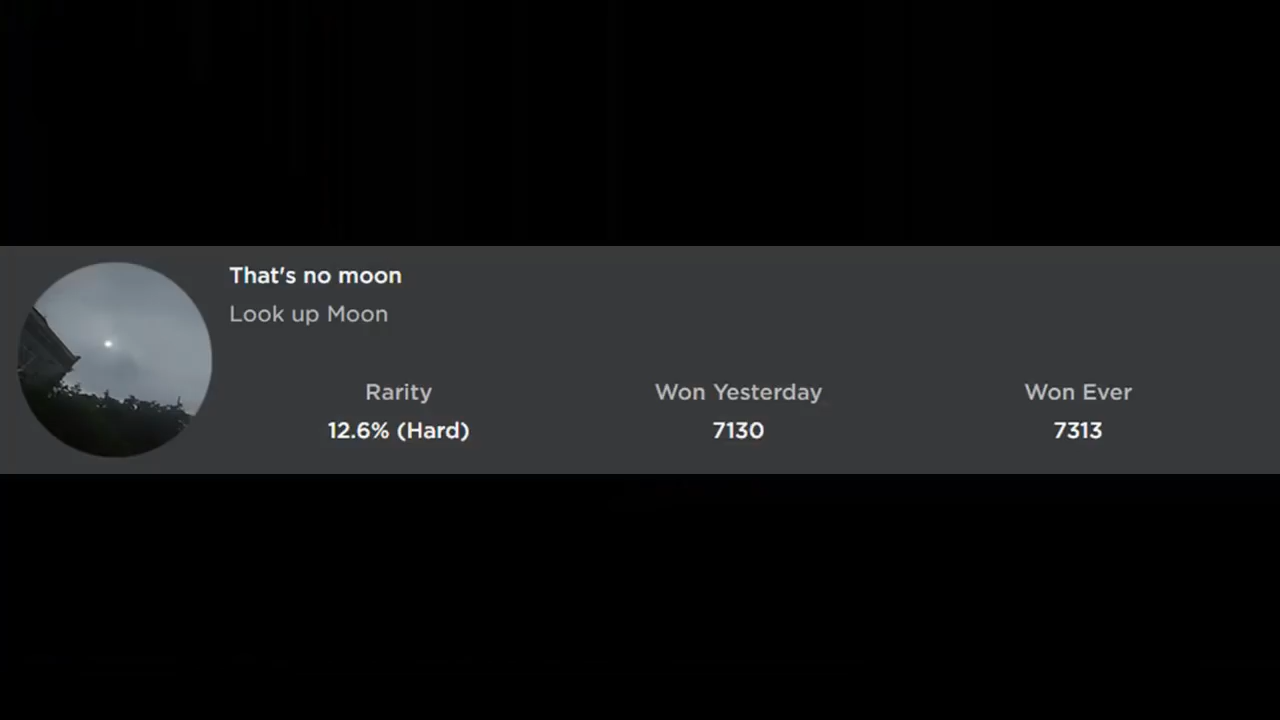 That's no moon
Look up Moon
Rarity
Won Yesterday
Won Ever
12.6% (Hard)
7130
7313